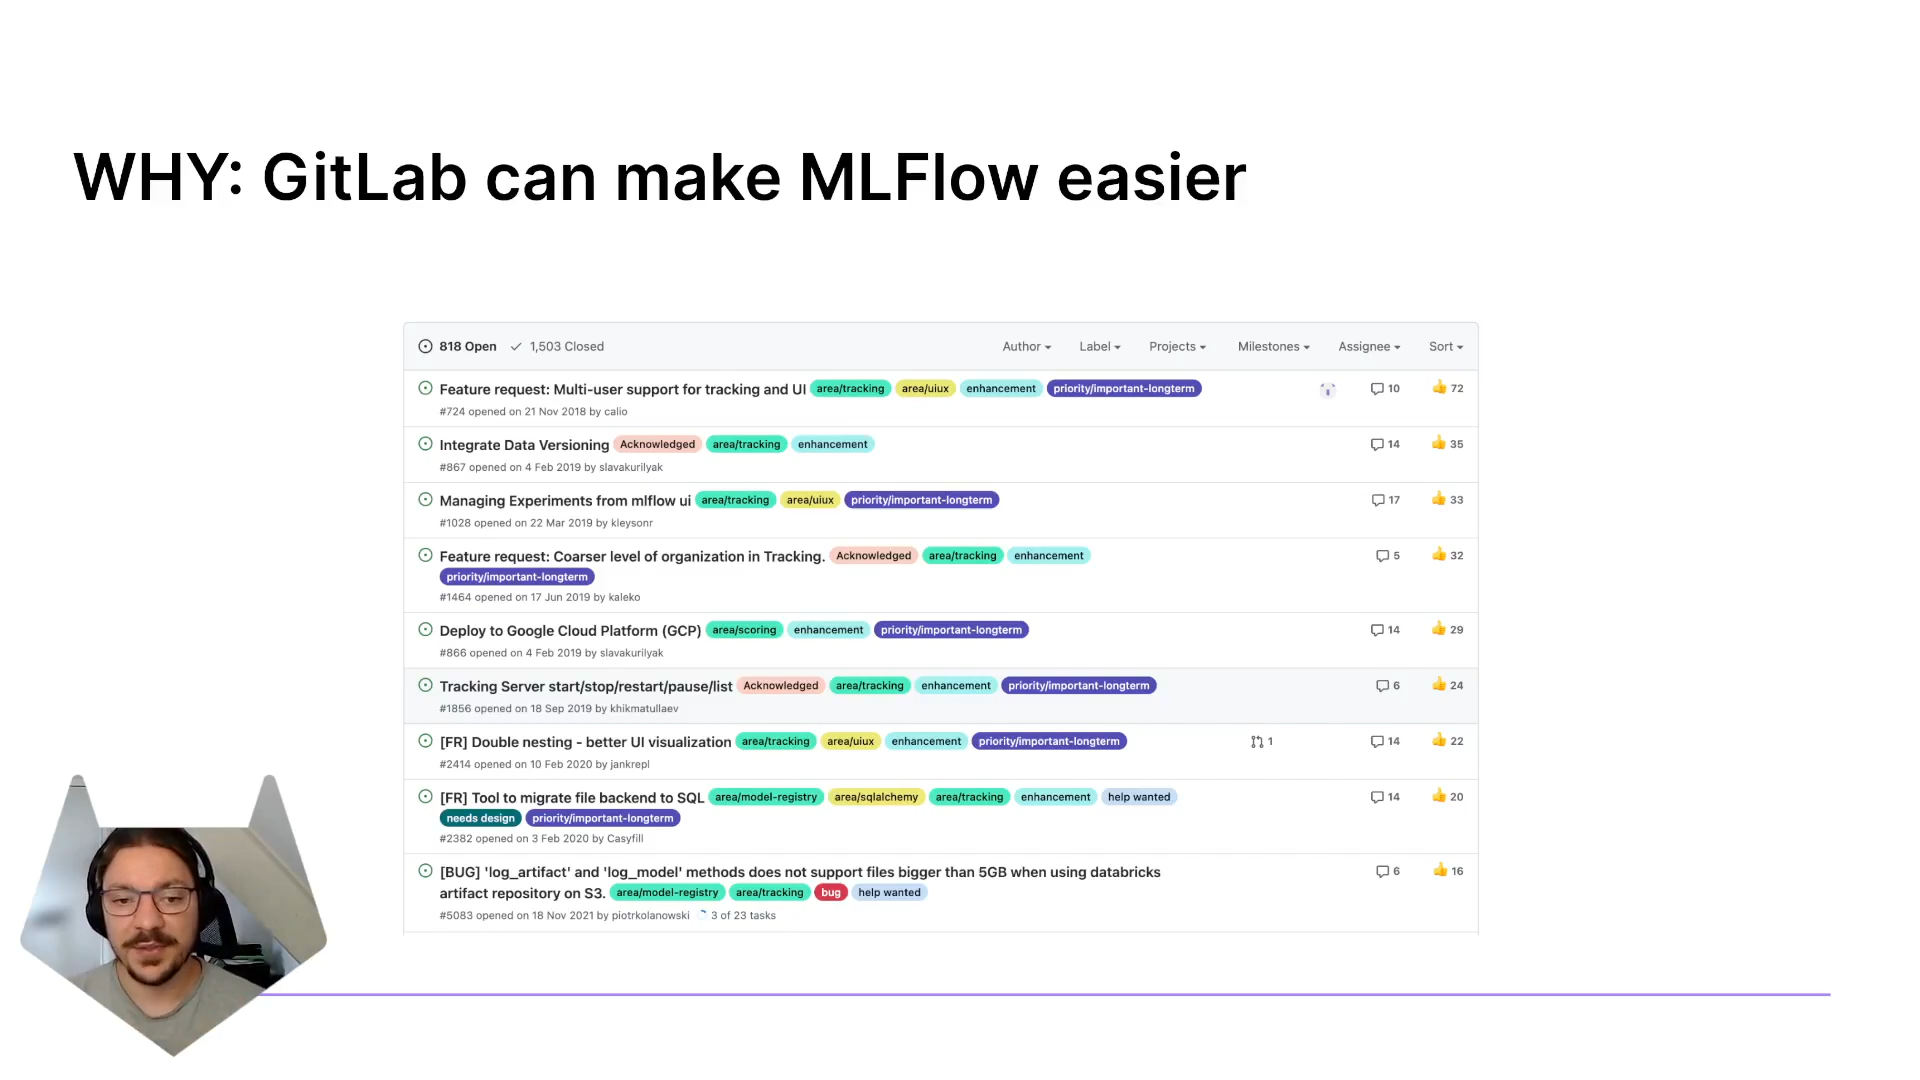 WHY: GitLab can make MLFlow easier
818 Open 1,503 Closed Author Label Projects Milestones Assignee Sort
Feature request: Multi-user support for tracking and UI area/tracking area/uiux enhancement priority/important-longterm 10 72
#724 opened on 21 Nov 2018 by calio
Integrate Data Versioning Acknowledged area/tracking enhancement 14 35
#867 opened on 4 Feb 2019 by slavakurilyak
Managing Experiments from mlflow ui area/tracking area/uiux priority/important-longterm 17 33
#1028 opened on 22 Mar 2019 by kleysonr
Feature request: Coarser level of organization in Tracking. Acknowledged area/tracking enhancement 5 32
priority/important-longterm
#1464 opened on 17 Jun 2019 by kaleko
Deploy to Google Cloud Platform (GCP) area/scoring enhancement priority/important-longterm 14 29
#866 opened on 4 Feb 2019 by slavakurilyak
Tracking Server start/stop/restart/pause/list Acknowledged area/tracking enhancement priority/important-longterm 6 24
#1856 opened on 18 Sep 2019 by khikmatullaev
[FR] Double nesting - better UI visualization area/tracking area/uiux enhancement priority/important-longterm 1 14 22
#2414 opened on 10 Feb 2020 by jankrepl
[FR] Tool to migrate file backend to SQL area/model-registry area/sqlalchemy area/tracking enhancement help wanted 14 20
needs design priority/important-longterm
#2382 opened on 3 Feb 2020 by Casyfill
[BUG] 'log_artifact' and 'log_model' methods does not support files bigger than 5GB when using databricks 6 16
artifact repository on S3. area/model-registry area/tracking bug help wanted
#5083 opened on 18 Nov 2021 by piotrkolanowski 3 of 23 tasks